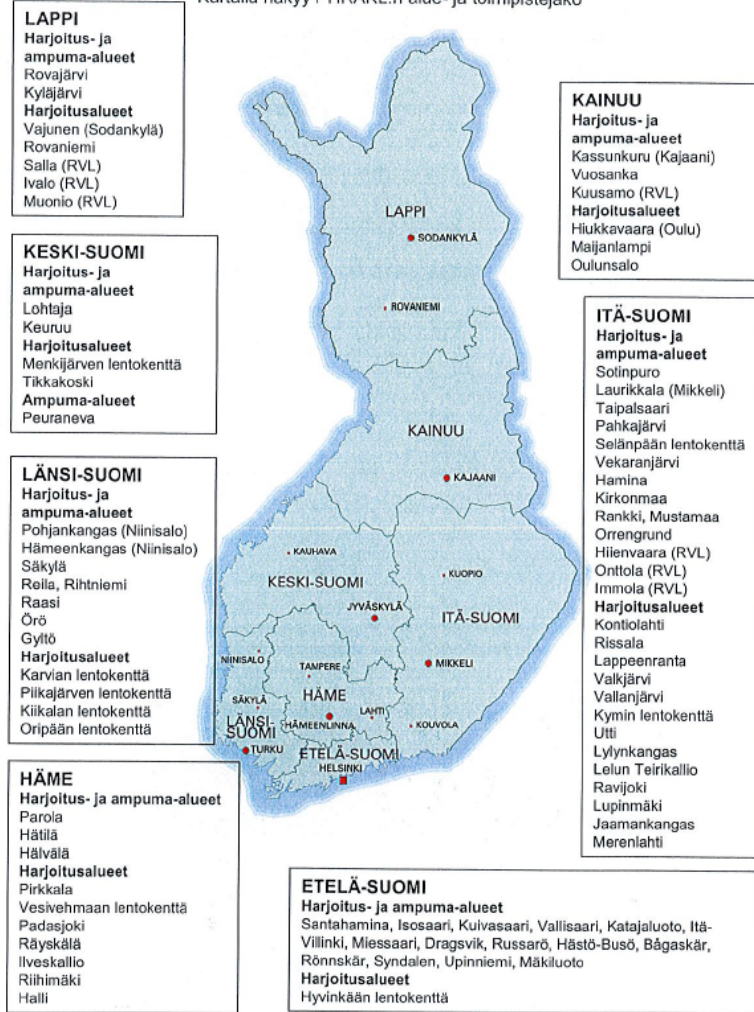 LAPPI
Harjoitus- ja
ampuma-alueet
Rovajärvi
Kyläjärvi
Harjoitusalueet
Vajunen (Sodankylä)
Rovaniemi
Salla (RVL)
Ivalo (RVL)
Muonio (RVL)
KESKI-SUOMI
Harjoitus- ja
ampuma-alueet
Lohtaja
Keuruu
Harjoitusalueet
Menkijärven lentokenttä
Tikkakoski
Ampuma-alueet
Peuraneva
LÄNSI-SUOMI
Harjoitus- ja
ampuma-alueet
Pohjankangas (Niinisalo)
Hämeenkangas (Niinisalo)
Säkylä
Reila, Rihtniemi
Raasi
Örö
Gyltö
Harjoitusalueet
Karvian lentokenttä
Piikajärven lentokenttä
Kiikalan lentokenttä
Oripään lentokenttä
HÄME
Harjoitus- ja ampuma-alueet
Parola
Hätilä
Hälvälä
Harjoitusalueet
Pirkkala
Vesivehmaan lentokenttä
Padasjoki
Räyskälä
Ilveskallio
Riihimäki
Halli
LAPPI
SODANKYLÄ
ROVANIEMI
KAINUU
KAJAANI
KAUHAVA
KESKI-SUOMI
KUOPIO
JYVÄSKYLÄ
ITÄ-SUOMI
NIINISALO
TAMPERE
MIKKELI
HÄME
SÄKYLÄ
LAHTI
LÄNSI-
SUOMI
HÄMEENLINNA
KOUVOLA
TURKU
ETELÄ-SUOMI
HELSINKI
KAINUU
Harjoitus- ja
ampuma-alueet
Kassunkuru (Kajaani)
Vuosanka
Kuusamo (RVL)
Harjoitusalueet
Hiukkavaara (Oulu)
Maijanlampi
Oulunsalo
ITÄ-SUOMI
Harjoitus- ja
ampuma-alueet
Sotinpuro
Laurikkala (Mikkeli)
Taipalsaari
Pahkajärvi
Selänpään lentokenttä
Vekaranjärvi
Hamina
Kirkonmaa
Rankki, Mustamaa
Orrengrund
Hiienvaara (RVL)
Onttola (RVL)
Immola (RVL)
Harjoitusalueet
Kontiolahti
Rissala
Lappeenranta
Valkjärvi
Vallanjärvi
Kymin lentokenttä
Utti
Lylynkangas
Lelun Teirikallio
Ravijoki
Lupinmäki
Jaamankangas
Merenlahti
ETELÄ-SUOMI
Harjoitus- ja ampuma-alueet
Santahamina, Isosaari, Kuivasaari, Vallisaari, Katajaluoto, Itä-
Villinki, Miessaari, Dragsvik, Russarö, Hästö-Busö, Bågaskär,
Rönnskär, Syndalen, Upinniemi, Mäkiluoto
Harjoitusalueet
Hyvinkään lentokenttä